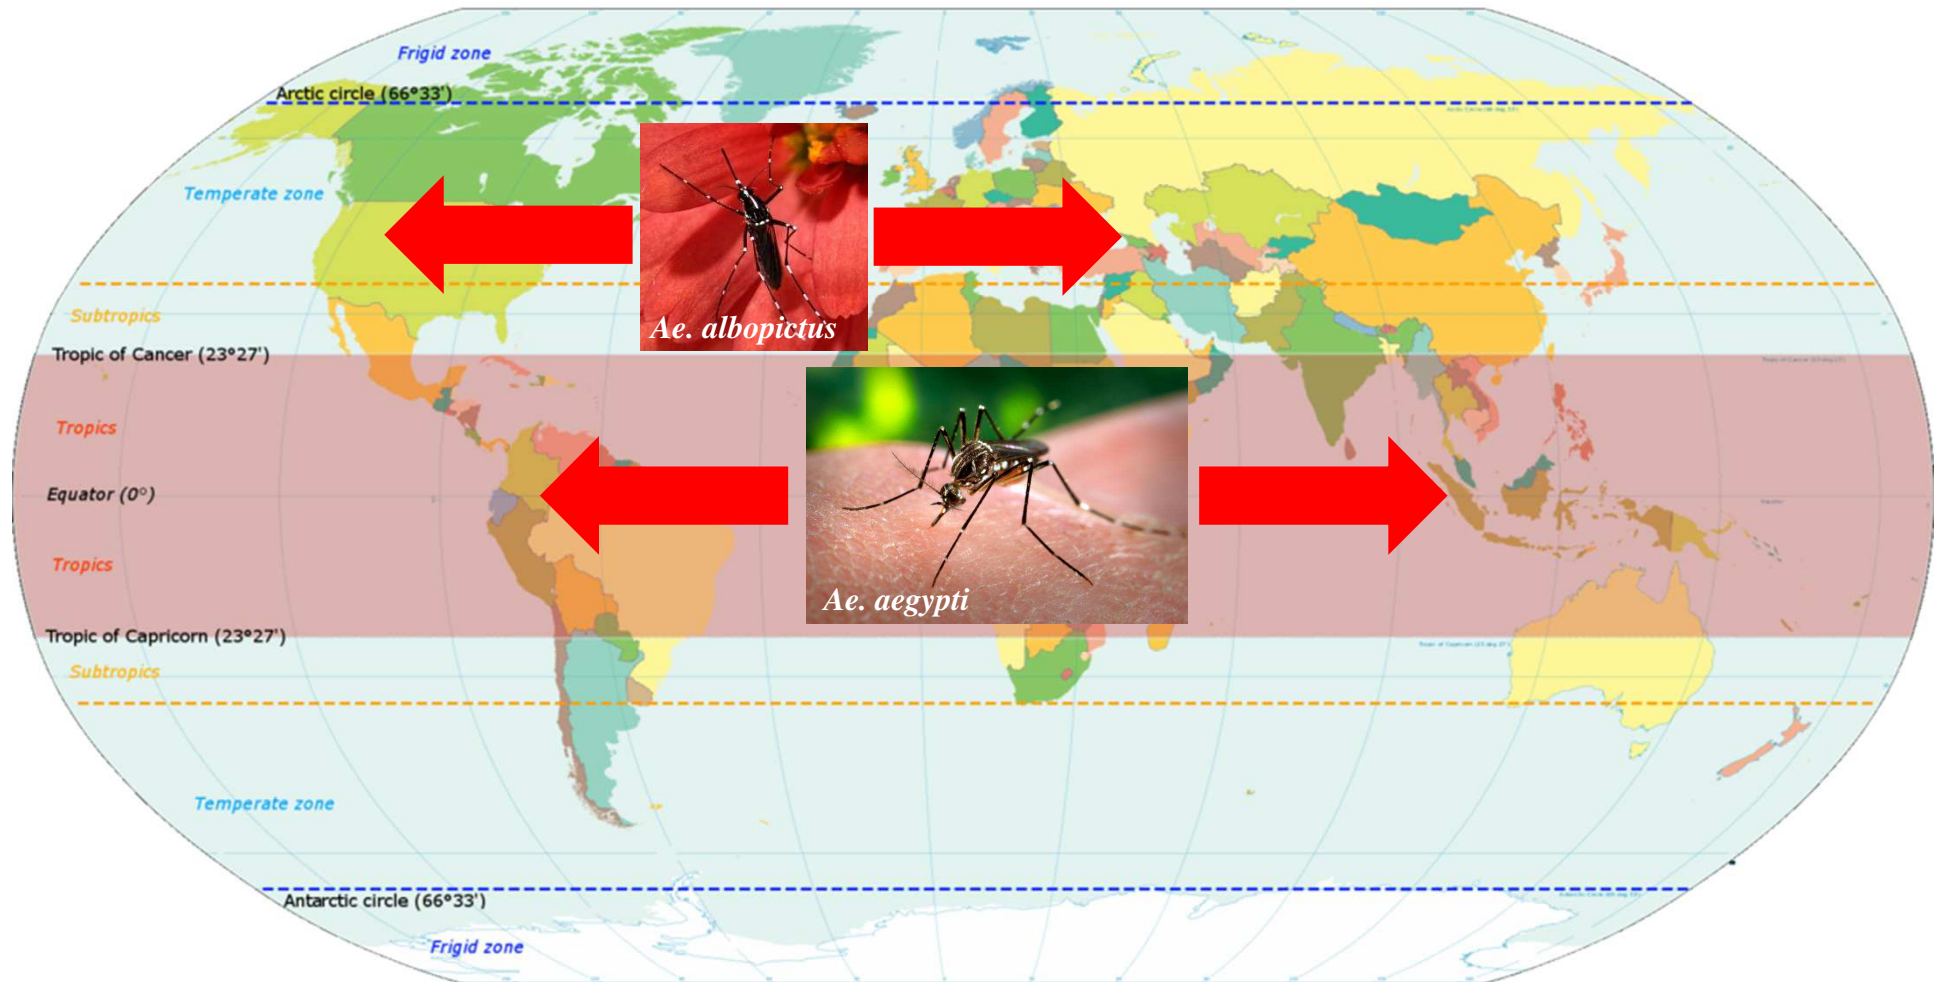 Frigid zone
Arctic circle (66°33')
Temperate zone
Ae. albopictus
Subtropics
Tropic of Cancer (23°27')
Tropics
Equator (0°)
Tropics
Ae. aegypti
Tropic of Capricorn (23°27')
Subtropics
Temperate zone
Antarctic circle (66°33')
Frigid zone